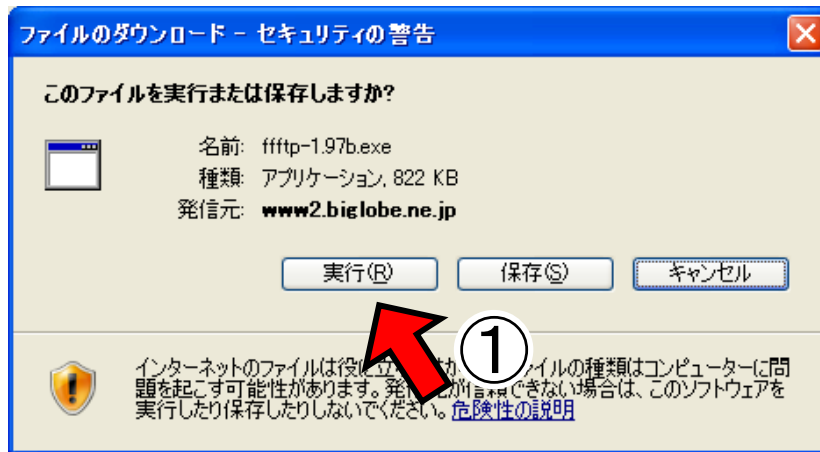 ファイルのダウンロード - セキュリティの警告
このファイルを実行または保存しますか?
名前: ffftp-1.97b.exe
種類: アプリケーション, 822 KB
発信元: www2.biglobe.ne.jp
実行(R) 保存(S) キャンセル
①
インターネットのファイルは役に立 イルの種類はコンピューターに問
題を起こす可能性があります。発 できない場合は、このソフトウェアを
実行したり保存したりしないでください。危険性の説明